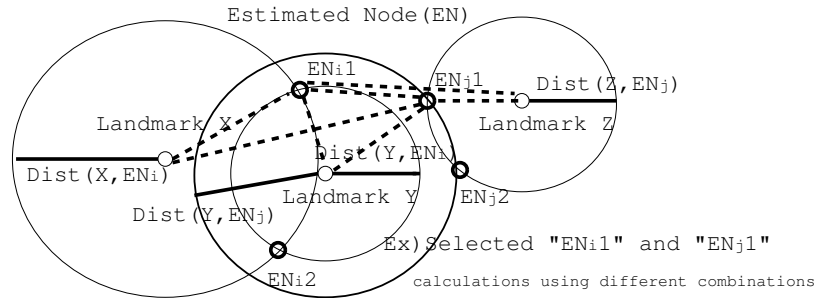 Estimated Node(EN)
ENi1
ENj1
Dist(Z,ENj)
Landmark X
Landmark Z
Dist(Y,ENi)
Dist(X,ENi)
Landmark Y
ENj2
Dist(Y,ENj)
Ex)Selected "ENi1" and "ENj1"
ENi2
calculations using different combinations